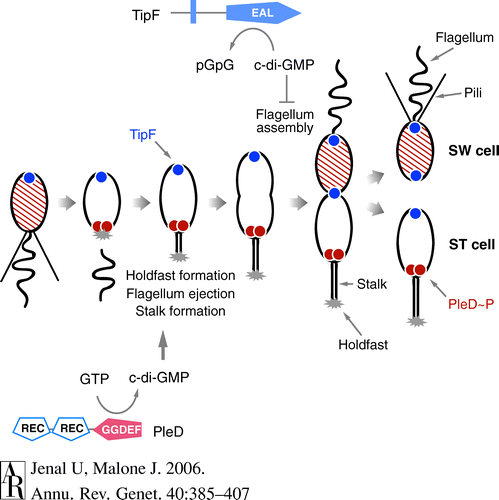 TipF
EAL
pGpG
c-di-GMP
Flagellum
assembly
Flagellum
Pili
SW cell
TipF
ST cell
Holdfast formation
Flagellum ejection
Stalk formation
Stalk
PleD~P
Holdfast
GTP
c-di-GMP
REC
REC
GGDEF
PleD
AR
Jenal U, Malone J. 2006.
Annu. Rev. Genet. 40:385–407